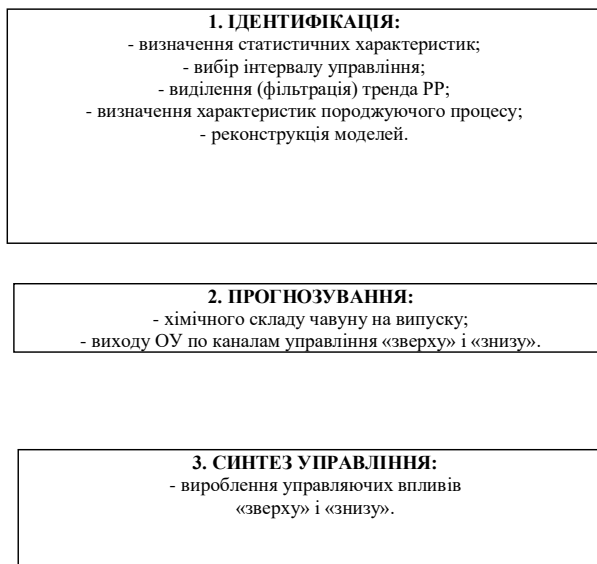 1. ІДЕНТИФІКАЦІЯ:
- визначення статистичних характеристик;
- вибір інтервалу управління;
- виділення (фільтрація) тренда РР;
- визначення характеристик породжуючого процесу;
- реконструкція моделей.
2. ПРОГНОЗУВАННЯ:
- хімічного складу чавуну на випуску;
- виходу ОУ по каналам управління «зверху» і «знизу».
3. СИНТЕЗ УПРАВЛІННЯ:
- вироблення управляючих впливів
«зверху» і «знизу».